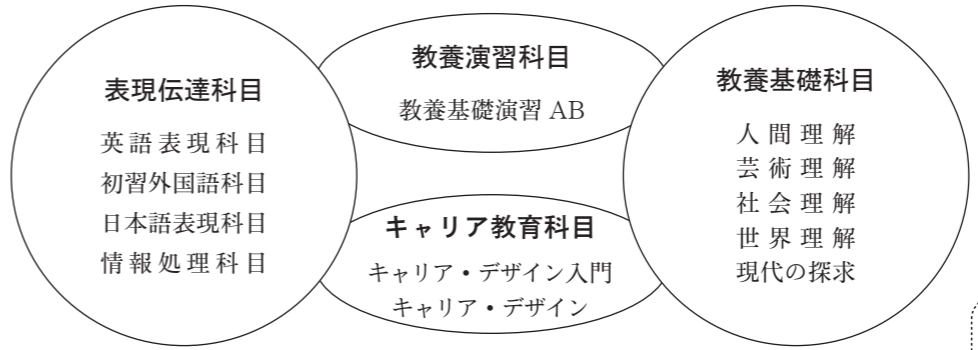 表現伝達科目
英語表現科目
初習外国語科目
日本語表現科目
情報処理科目
教養演習科目
教養基礎演習 AB
キャリア教育科目
キャリア・デザイン入門
キャリア・デザイン
教養基礎科目
人間理解
芸術理解
社会理解
世界理解
現代の探求